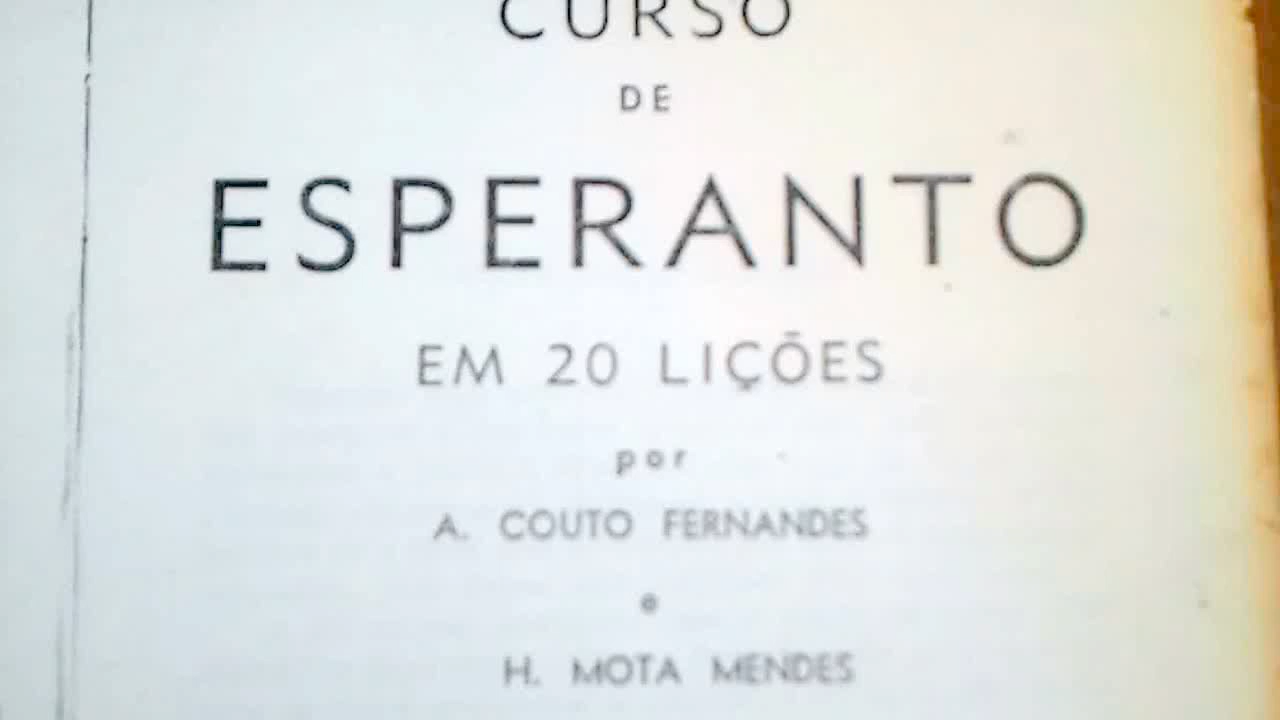 CURSO
DE
ESPERANTO
EM 20 LIÇÕES
por
A. COUTO FERNANDES
e
H. MOTA MENDES